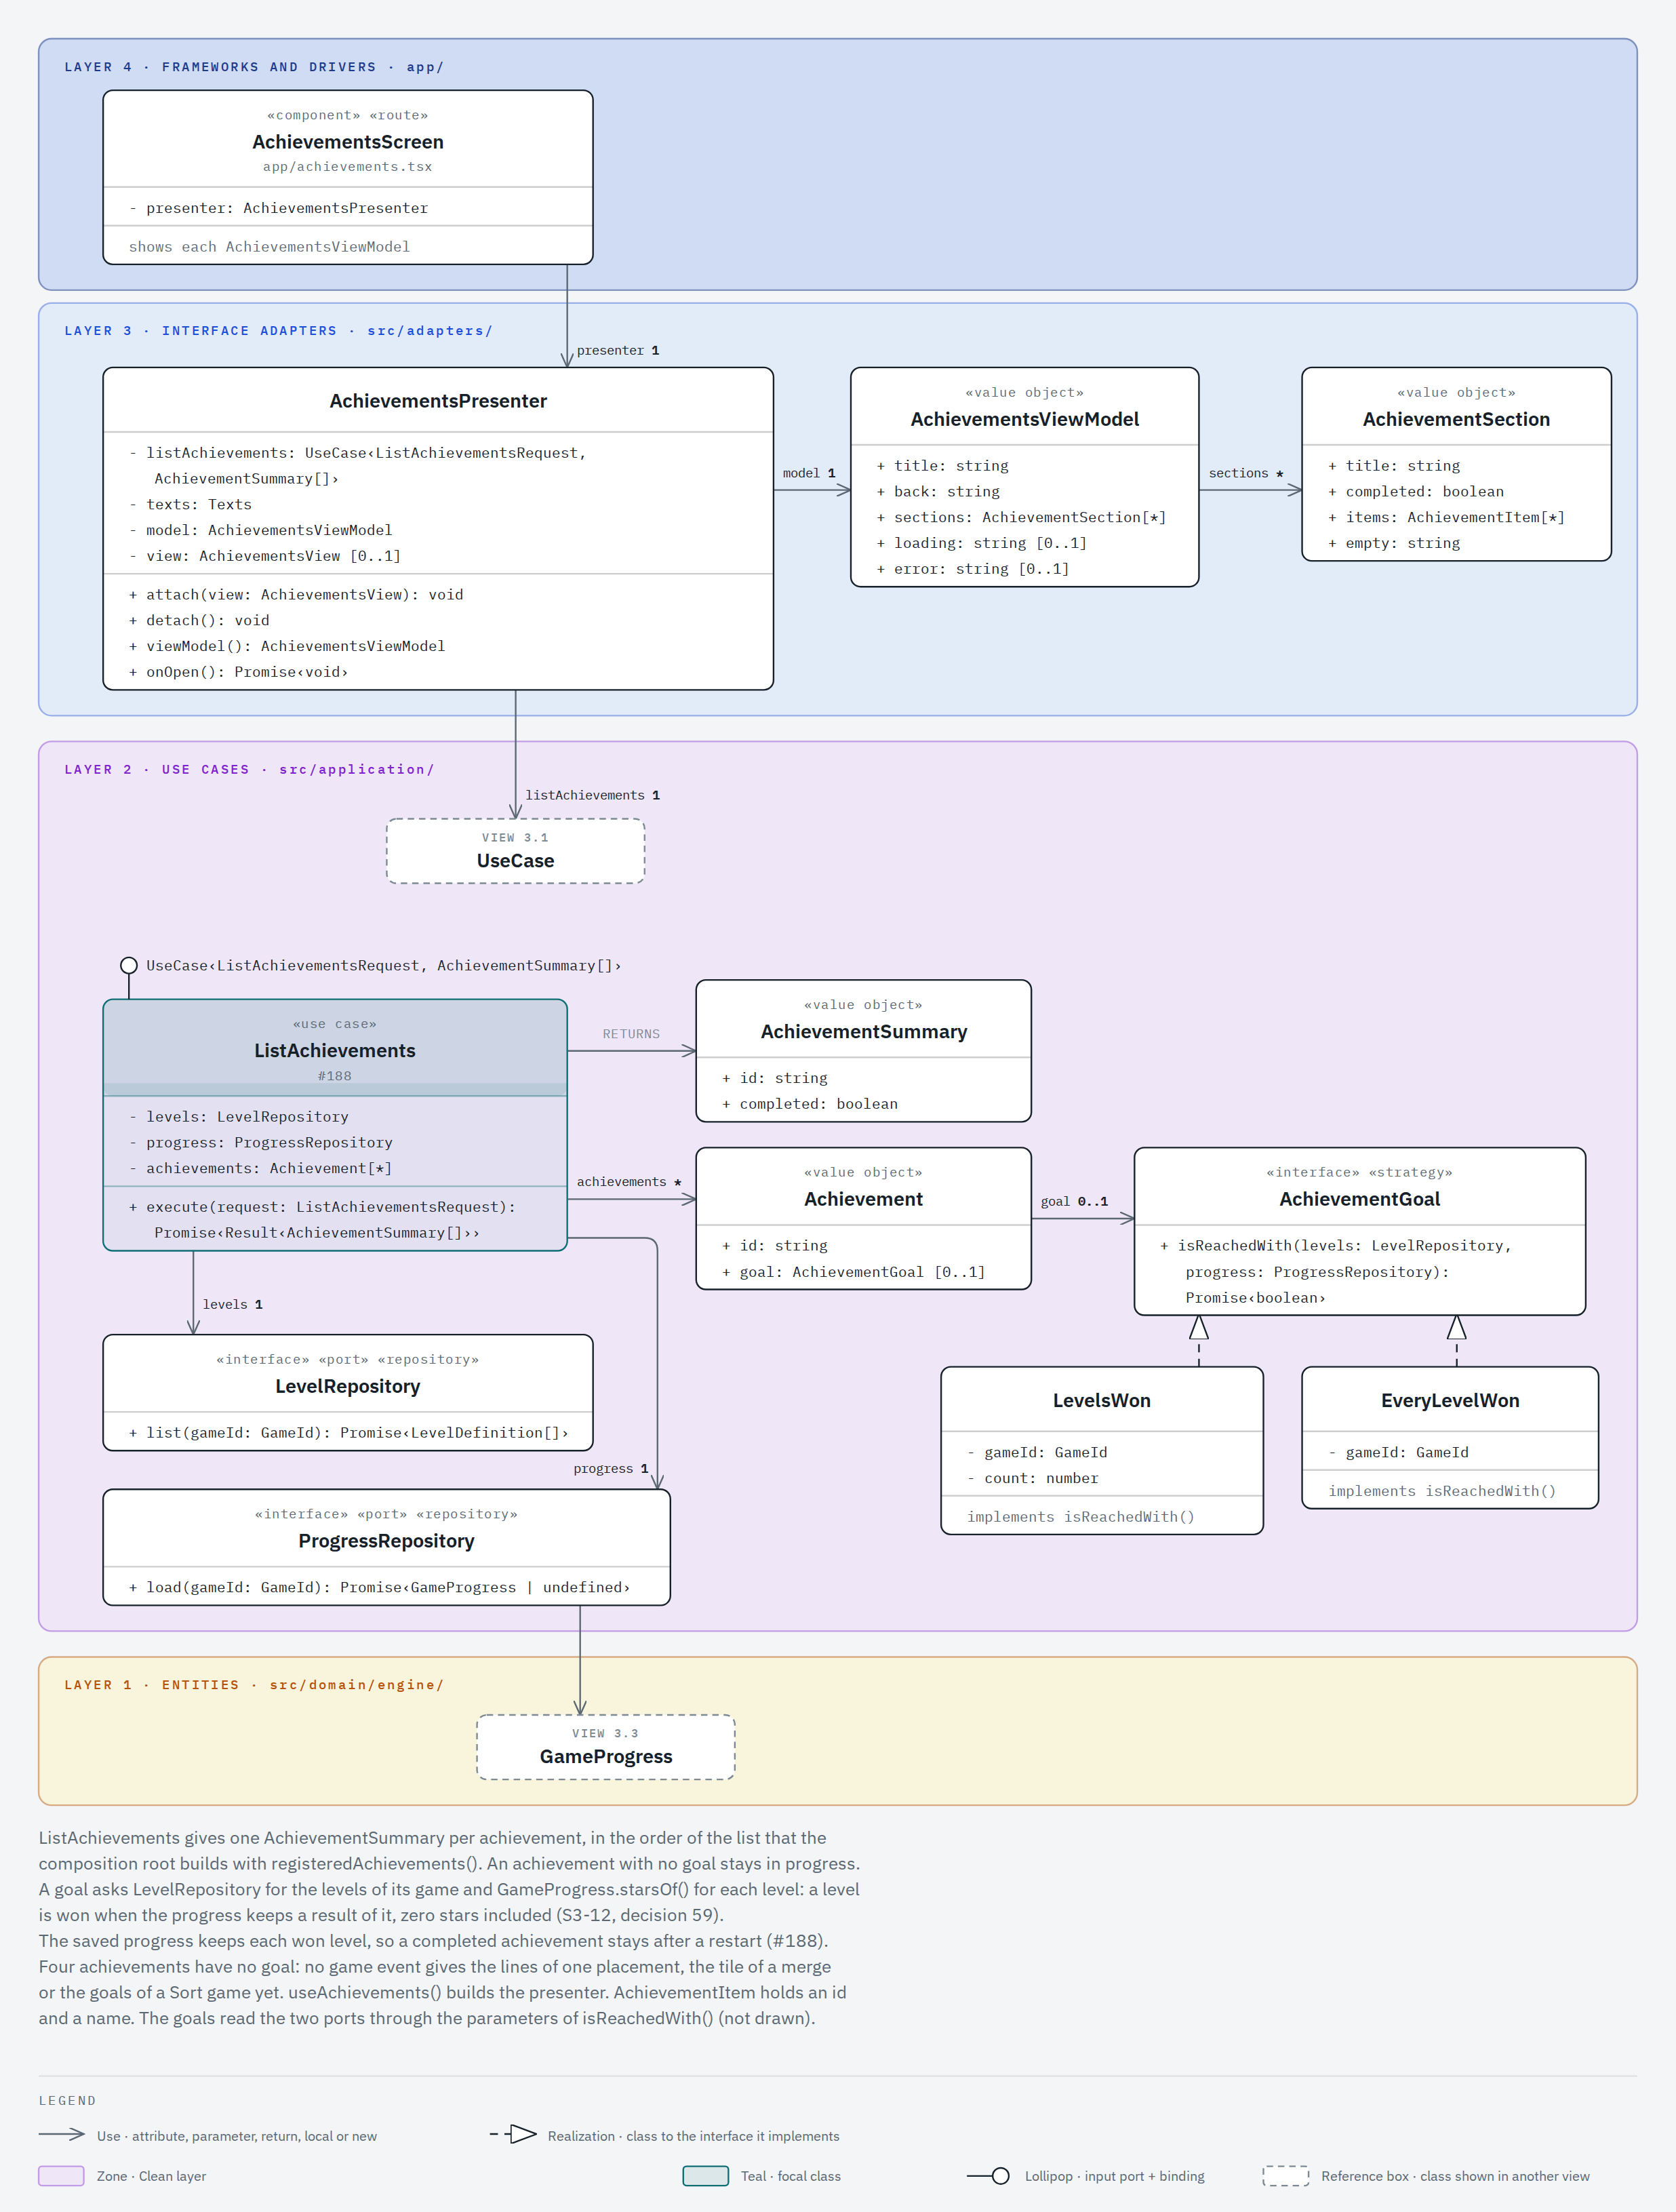 LAYER 4 · FRAMEWORKS AND DRIVERS · app/
«component» «route»
AchievementsScreen
app/achievements.tsx
- presenter: AchievementsPresenter
shows each AchievementsViewModel
LAYER 3 · INTERFACE ADAPTERS · src/adapters/
presenter 1
AchievementsPresenter
- listAchievements: UseCase‹ListAchievementsRequest,
AchievementSummary[]›
- texts: Texts
- model: AchievementsViewModel
- view: AchievementsView [0..1]
+ attach(view: AchievementsView): void
+ detach(): void
+ viewModel(): AchievementsViewModel
+ onOpen(): Promise‹void›
model 1
«value object»
AchievementsViewModel
+ title: string
+ back: string
+ sections: AchievementSection[*]
+ loading: string [0..1]
+ error: string [0..1]
sections *
«value object»
AchievementSection
+ title: string
+ completed: boolean
+ items: AchievementItem[*]
+ empty: string
LAYER 2 · USE CASES · src/application/
listAchievements 1
VIEW 3.1
UseCase
UseCase‹ListAchievementsRequest, AchievementSummary[]›
«use case»
ListAchievements
#188
- levels: LevelRepository
- progress: ProgressRepository
- achievements: Achievement[*]
+ execute(request: ListAchievementsRequest):
Promise‹Result‹AchievementSummary[]››
RETURNS
«value object»
AchievementSummary
+ id: string
+ completed: boolean
achievements *
«value object»
Achievement
+ id: string
+ goal: AchievementGoal [0..1]
goal 0..1
«interface» «strategy»
AchievementGoal
+ isReachedWith(levels: LevelRepository,
progress: ProgressRepository):
Promise‹boolean›
levels 1
«interface» «port» «repository»
LevelRepository
+ list(gameId: GameId): Promise‹LevelDefinition[]›
LevelsWon
- gameId: GameId
- count: number
implements isReachedWith()
EveryLevelWon
- gameId: GameId
implements isReachedWith()
progress 1
«interface» «port» «repository»
ProgressRepository
+ load(gameId: GameId): Promise‹GameProgress | undefined›
LAYER 1 · ENTITIES · src/domain/engine/
VIEW 3.3
GameProgress
ListAchievements gives one AchievementSummary per achievement, in the order of the list that the
composition root builds with registeredAchievements(). An achievement with no goal stays in progress.
A goal asks LevelRepository for the levels of its game and GameProgress.starsOf() for each level: a level
is won when the progress keeps a result of it, zero stars included (S3-12, decision 59).
The saved progress keeps each won level, so a completed achievement stays after a restart (#188).
Four achievements have no goal: no game event gives the lines of one placement, the tile of a merge
or the goals of a Sort game yet. useAchievements() builds the presenter. AchievementItem holds an id
and a name. The goals read the two ports through the parameters of isReachedWith() (not drawn).
LEGEND
Use · attribute, parameter, return, local or new
Realization · class to the interface it implements
Zone · Clean layer
Teal · focal class
Lollipop · input port + binding
Reference box · class shown in another view